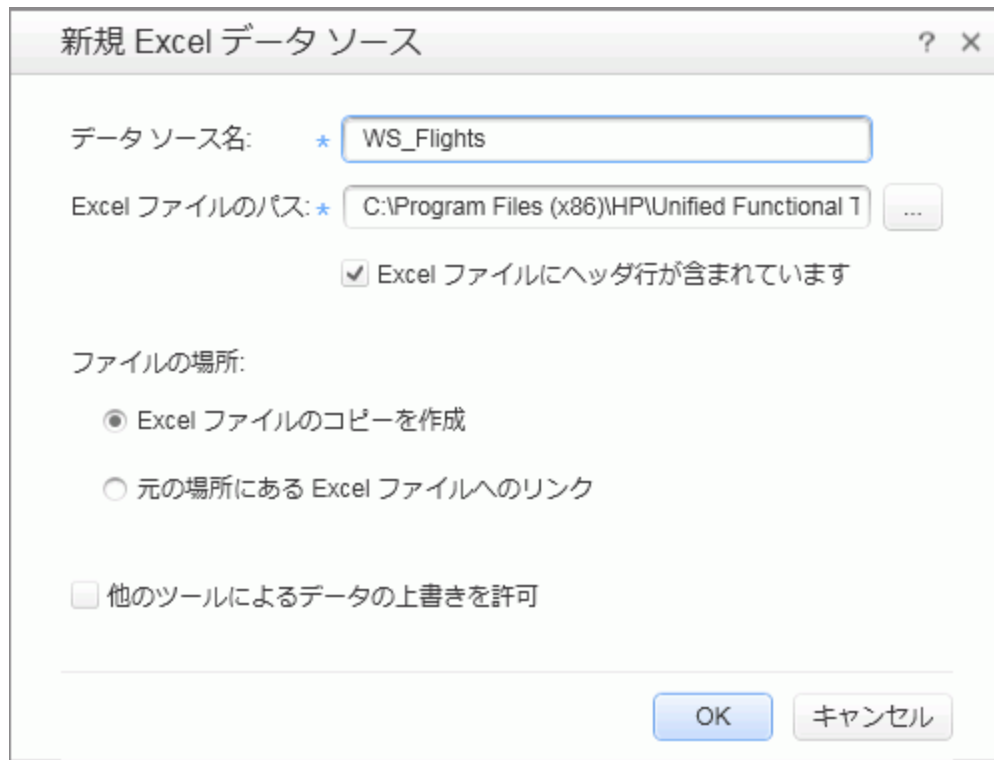 新規 Excel データ ソース ? ×
データ ソース名: * WS_Flights
Excel ファイルのパス: * C:\Program Files (x86)\HP\Unified Functional T ...
Excel ファイルにヘッダ行が含まれています
ファイルの場所:
Excel ファイルのコピーを作成
元の場所にある Excel ファイルへのリンク
他のツールによるデータの上書きを許可
OK キャンセル